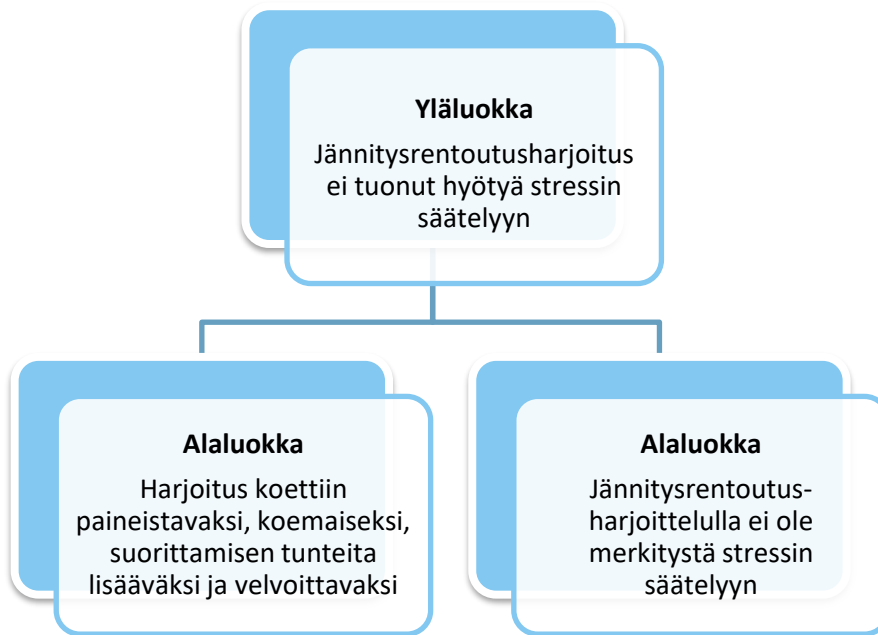 Yläluokka
Jännitysrentoutusharjoitus
ei tuonut hyötyä stressin
säätelyyn
Alaluokka
Harjoitus koettiin
paineistavaksi, koemaiseksi,
suorittamisen tunteita
lisääväksi ja velvoittavaksi
Alaluokka
Jännitysrentoutus-
harjoittelulla ei ole
merkitystä stressin
säätelyyn